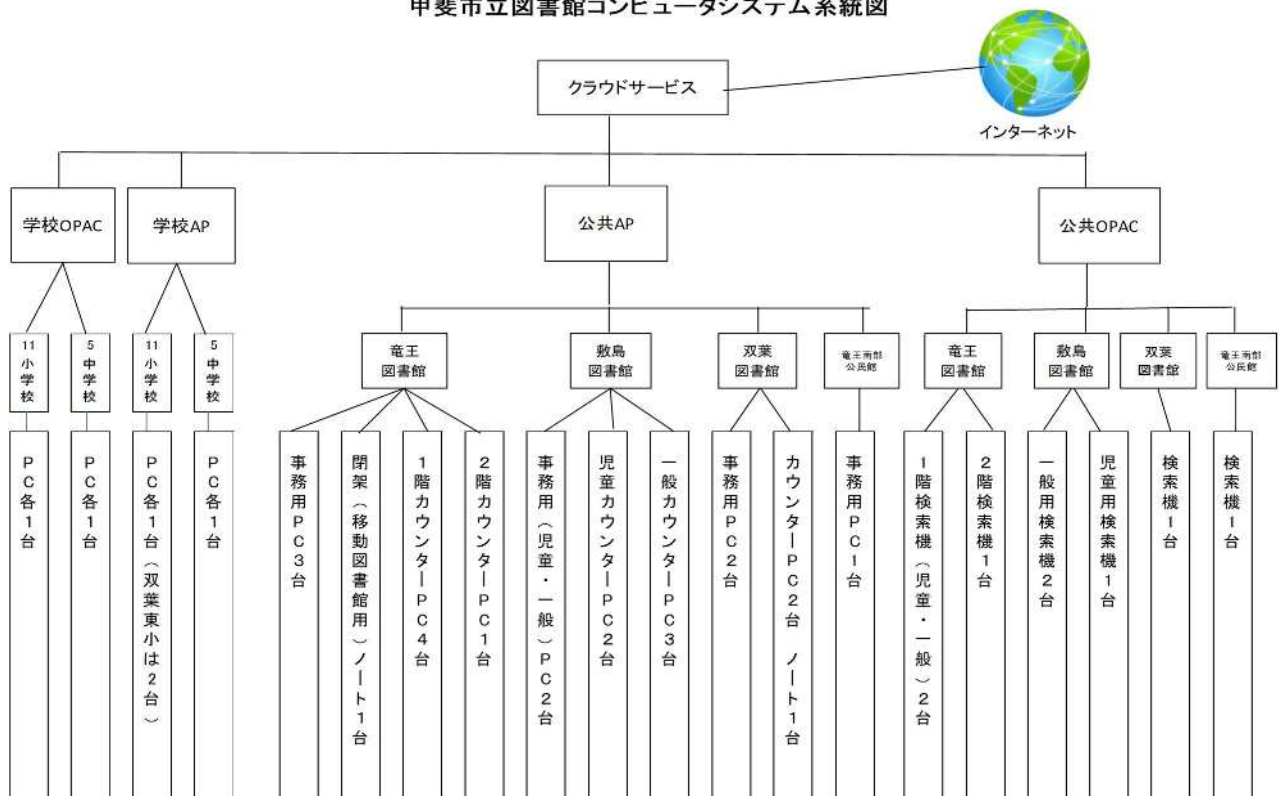 甲斐市立図書館コンピュータシステム系統図
クラウドサービス
インターネット
学校OPAC
学校AP
公共AP
公共OPAC
11
小学校
5
中学校
11
小学校
5
中学校
竜王
図書館
敷島
図書館
双葉
図書館
竜王南部
公民館
竜王
図書館
敷島
図書館
双葉
図書館
竜王南部
公民館
PC各1台
PC各1台
PC各1台(双葉東小は2台)
PC各1台
事務用PC3台
閉架(移動図書館用)ノート1台
1階カウンターPC4台
2階カウンターPC1台
事務用(児童・一般)PC2台
児童カウンターPC2台
一般カウンターPC3台
事務用PC2台
カウンターPC2台 ノート1台
事務用PC1台
1階検索機(児童・一般)2台
2階検索機1台
一般用検索機2台
児童用検索機1台
検索機1台
検索機1台